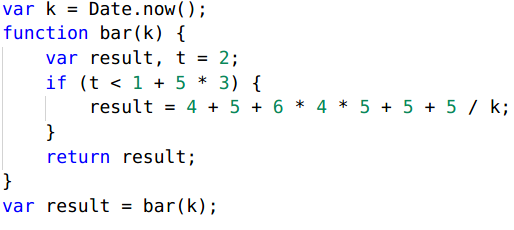 var k = Date.now();
function bar(k) {
    var result, t = 2;
    if (t < 1 + 5 * 3) {
        result = 4 + 5 + 6 * 4 * 5 + 5 + 5 / k;
    }
    return result;
}
var result = bar(k);